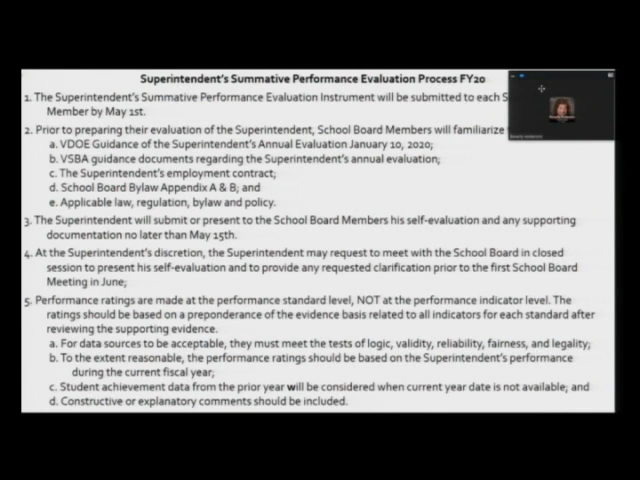 Superintendent's Summative Performance Evaluation Process FY20
1. The Superintendent's Summative Performance Evaluation Instrument will be submitted to each S
Member by May 1st.
2. Prior to preparing their evaluation of the Superintendent, School Board Members will familiarize
a. VDOE Guidance of the Superintendent's Annual Evaluation January 10, 2020;
b. VSBA guidance documents regarding the Superintendent's annual evaluation;
c. The Superintendent's employment contract;
d. School Board Bylaw Appendix A & B; and
e. Applicable law, regulation, bylaw and policy.
3. The Superintendent will submit or present to the School Board Members his self-evaluation and any supporting
documentation no later than May 15th.
4. At the Superintendent's discretion, the Superintendent may request to meet with the School Board in closed
session to present his self-evaluation and to provide any requested clarification prior to the first School Board
Meeting in June;
5. Performance ratings are made at the performance standard level, NOT at the performance indicator level. The
ratings should be based on a preponderance of the evidence basis related to all indicators for each standard after
reviewing the supporting evidence.
a. For data sources to be acceptable, they must meet the tests of logic, validity, reliability, fairness, and legality;
b. To the extent reasonable, the performance ratings should be based on the Superintendent's performance
during the current fiscal year;
c. Student achievement data from the prior year will be considered when current year date is not available; and
d. Constructive or explanatory comments should be included.